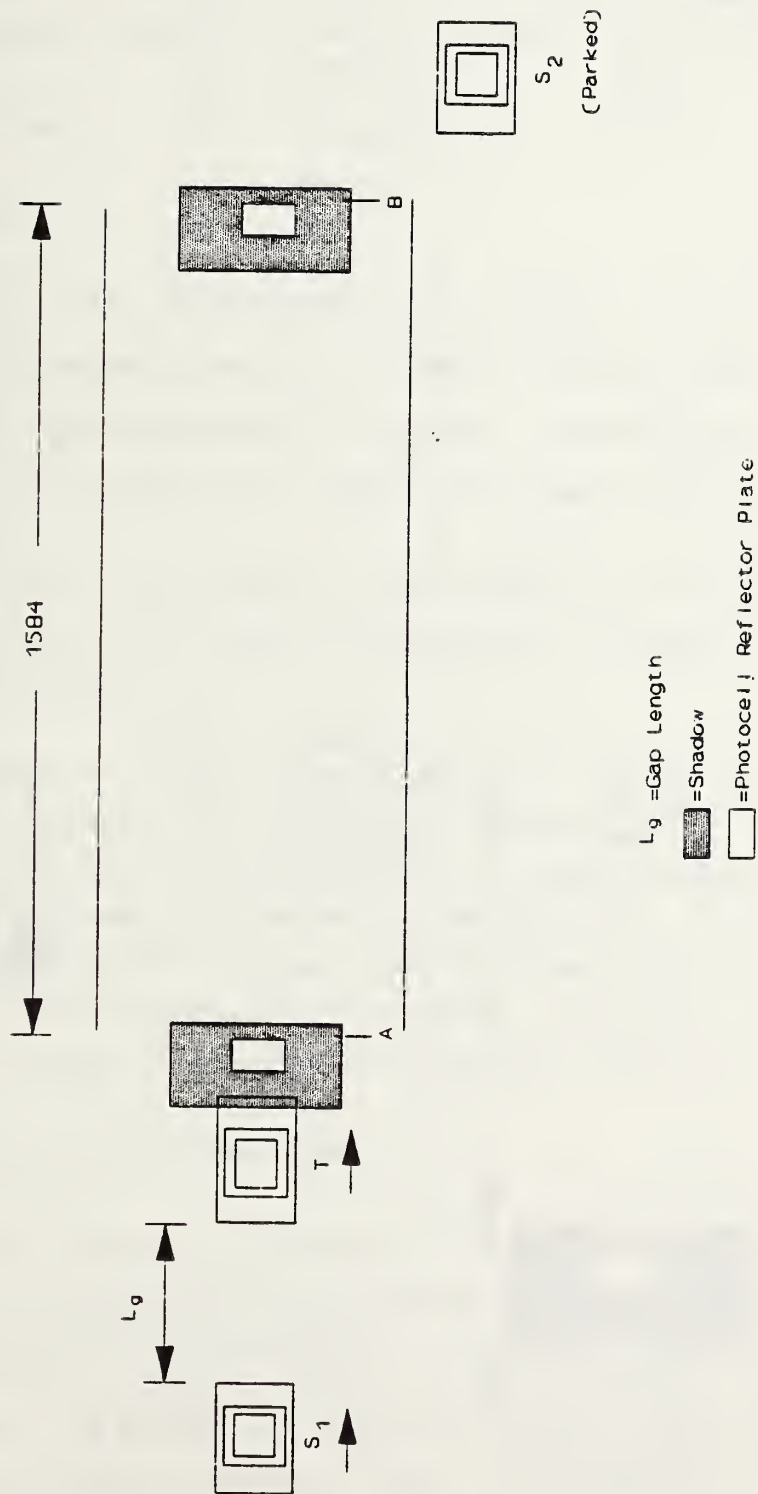 1584
Lg
S1
T
A
B
S2
(Parked)
Lg =Gap Length
=Shadow
=Photocell Reflector Plate